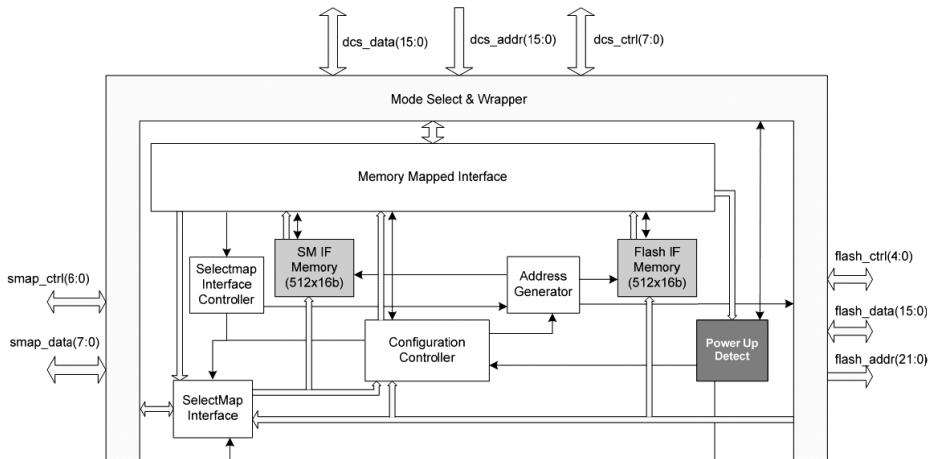 dcs_data(15:0)
dcs_addr(15:0)
dcs_ctrl(7:0)
Mode Select & Wrapper
Memory Mapped Interface
SM IF
Memory
(512x16b)
Flash IF
Memory
(512x16b)
Selectmap
Interface
Controller
Address
Generator
smap_ctrl(6:0)
flash_ctrl(4:0)
flash_data(15:0)
smap_data(7:0)
Configuration
Controller
Power Up
Detect
flash_addr(21:0)
SelectMap
Interface